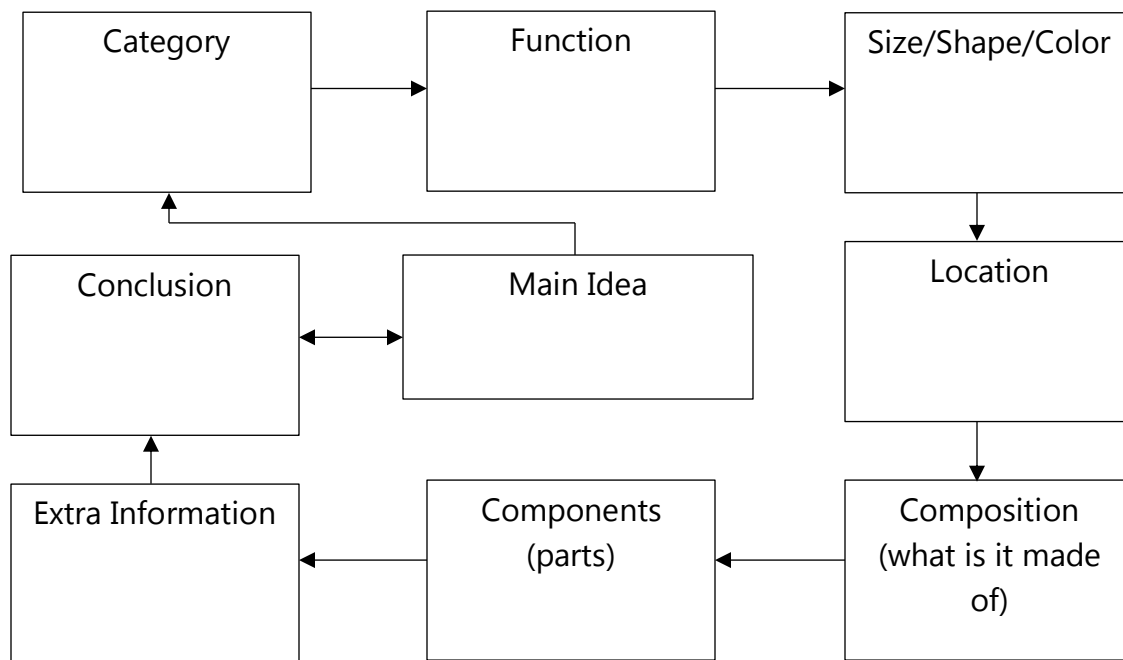 Category
Function
Size/Shape/Color
Conclusion
Main Idea
Location
Extra Information
Components
(parts)
Composition
(what is it made
of)